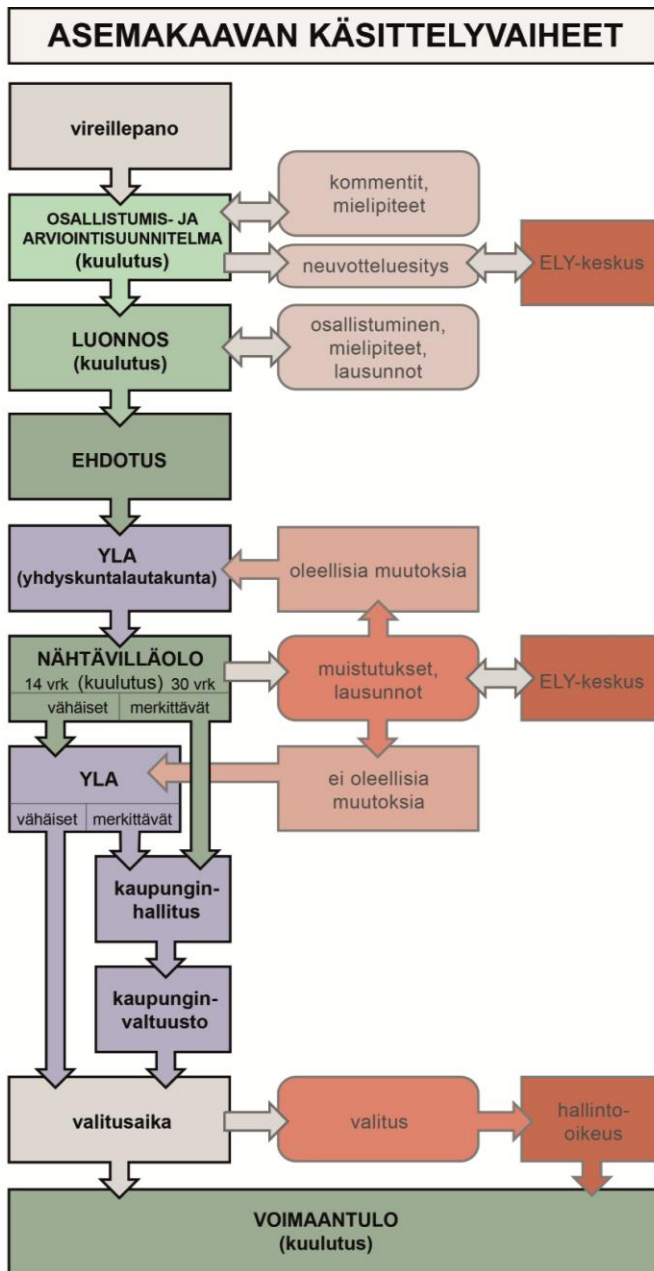 ASEMAKAAVAN KÄSITTELYVAIHEET
vireillepano
OSALLISTUMIS- JA
ARVIOINTISUUNNITELMA
(kuulutus)
kommentit,
mielipiteet
neuvotteluesitys
ELY-keskus
LUONNOS
(kuulutus)
osallistuminen,
mielipiteet,
lausunnot
EHDOTUS
YLA
(yhdyskuntalautakunta)
oleellisia muutoksia
NÄHTÄVILLÄOLO
14 vrk (kuulutus) 30 vrk
vähäiset merkittävät
muistutukset,
lausunnot
ELY-keskus
YLA
vähäiset merkittävät
ei oleellisia
muutoksia
kaupungin-
hallitus
kaupungin-
valtuusto
valitusaika
valitus
hallinto-
oikeus
VOIMAANTULO
(kuulutus)